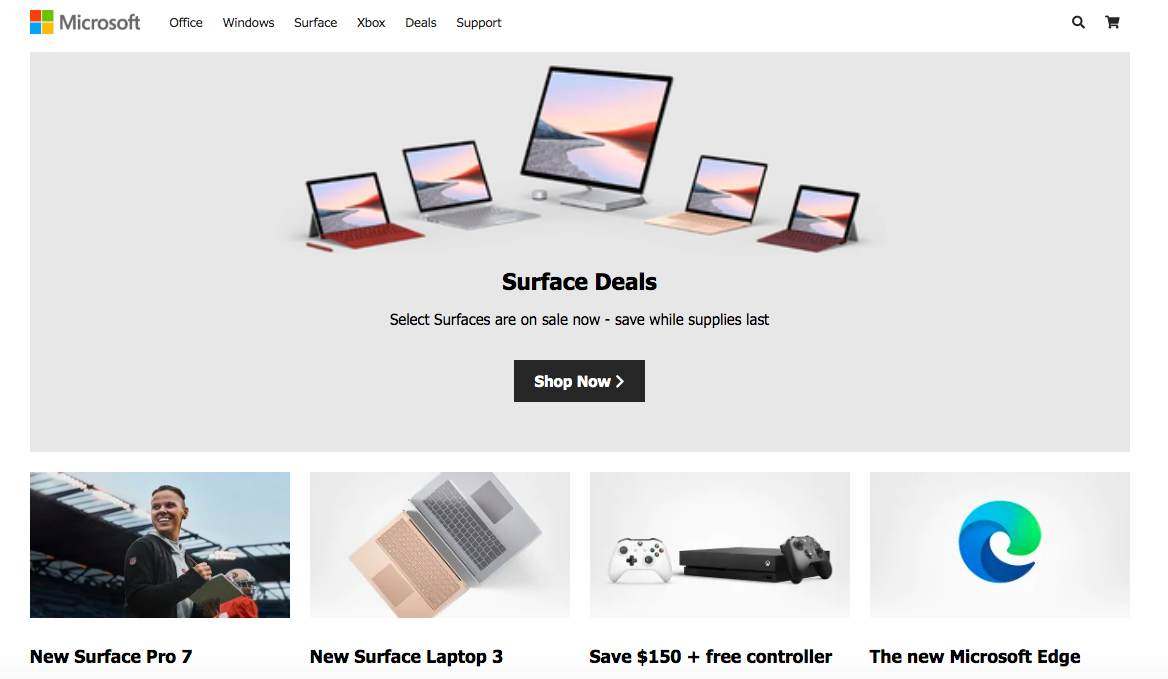 Microsoft
Office Windows Surface Xbox Deals Support
Surface Deals
Select Surfaces are on sale now - save while supplies last
Shop Now
New Surface Pro 7
New Surface Laptop 3
Save $150 + free controller
The new Microsoft Edge